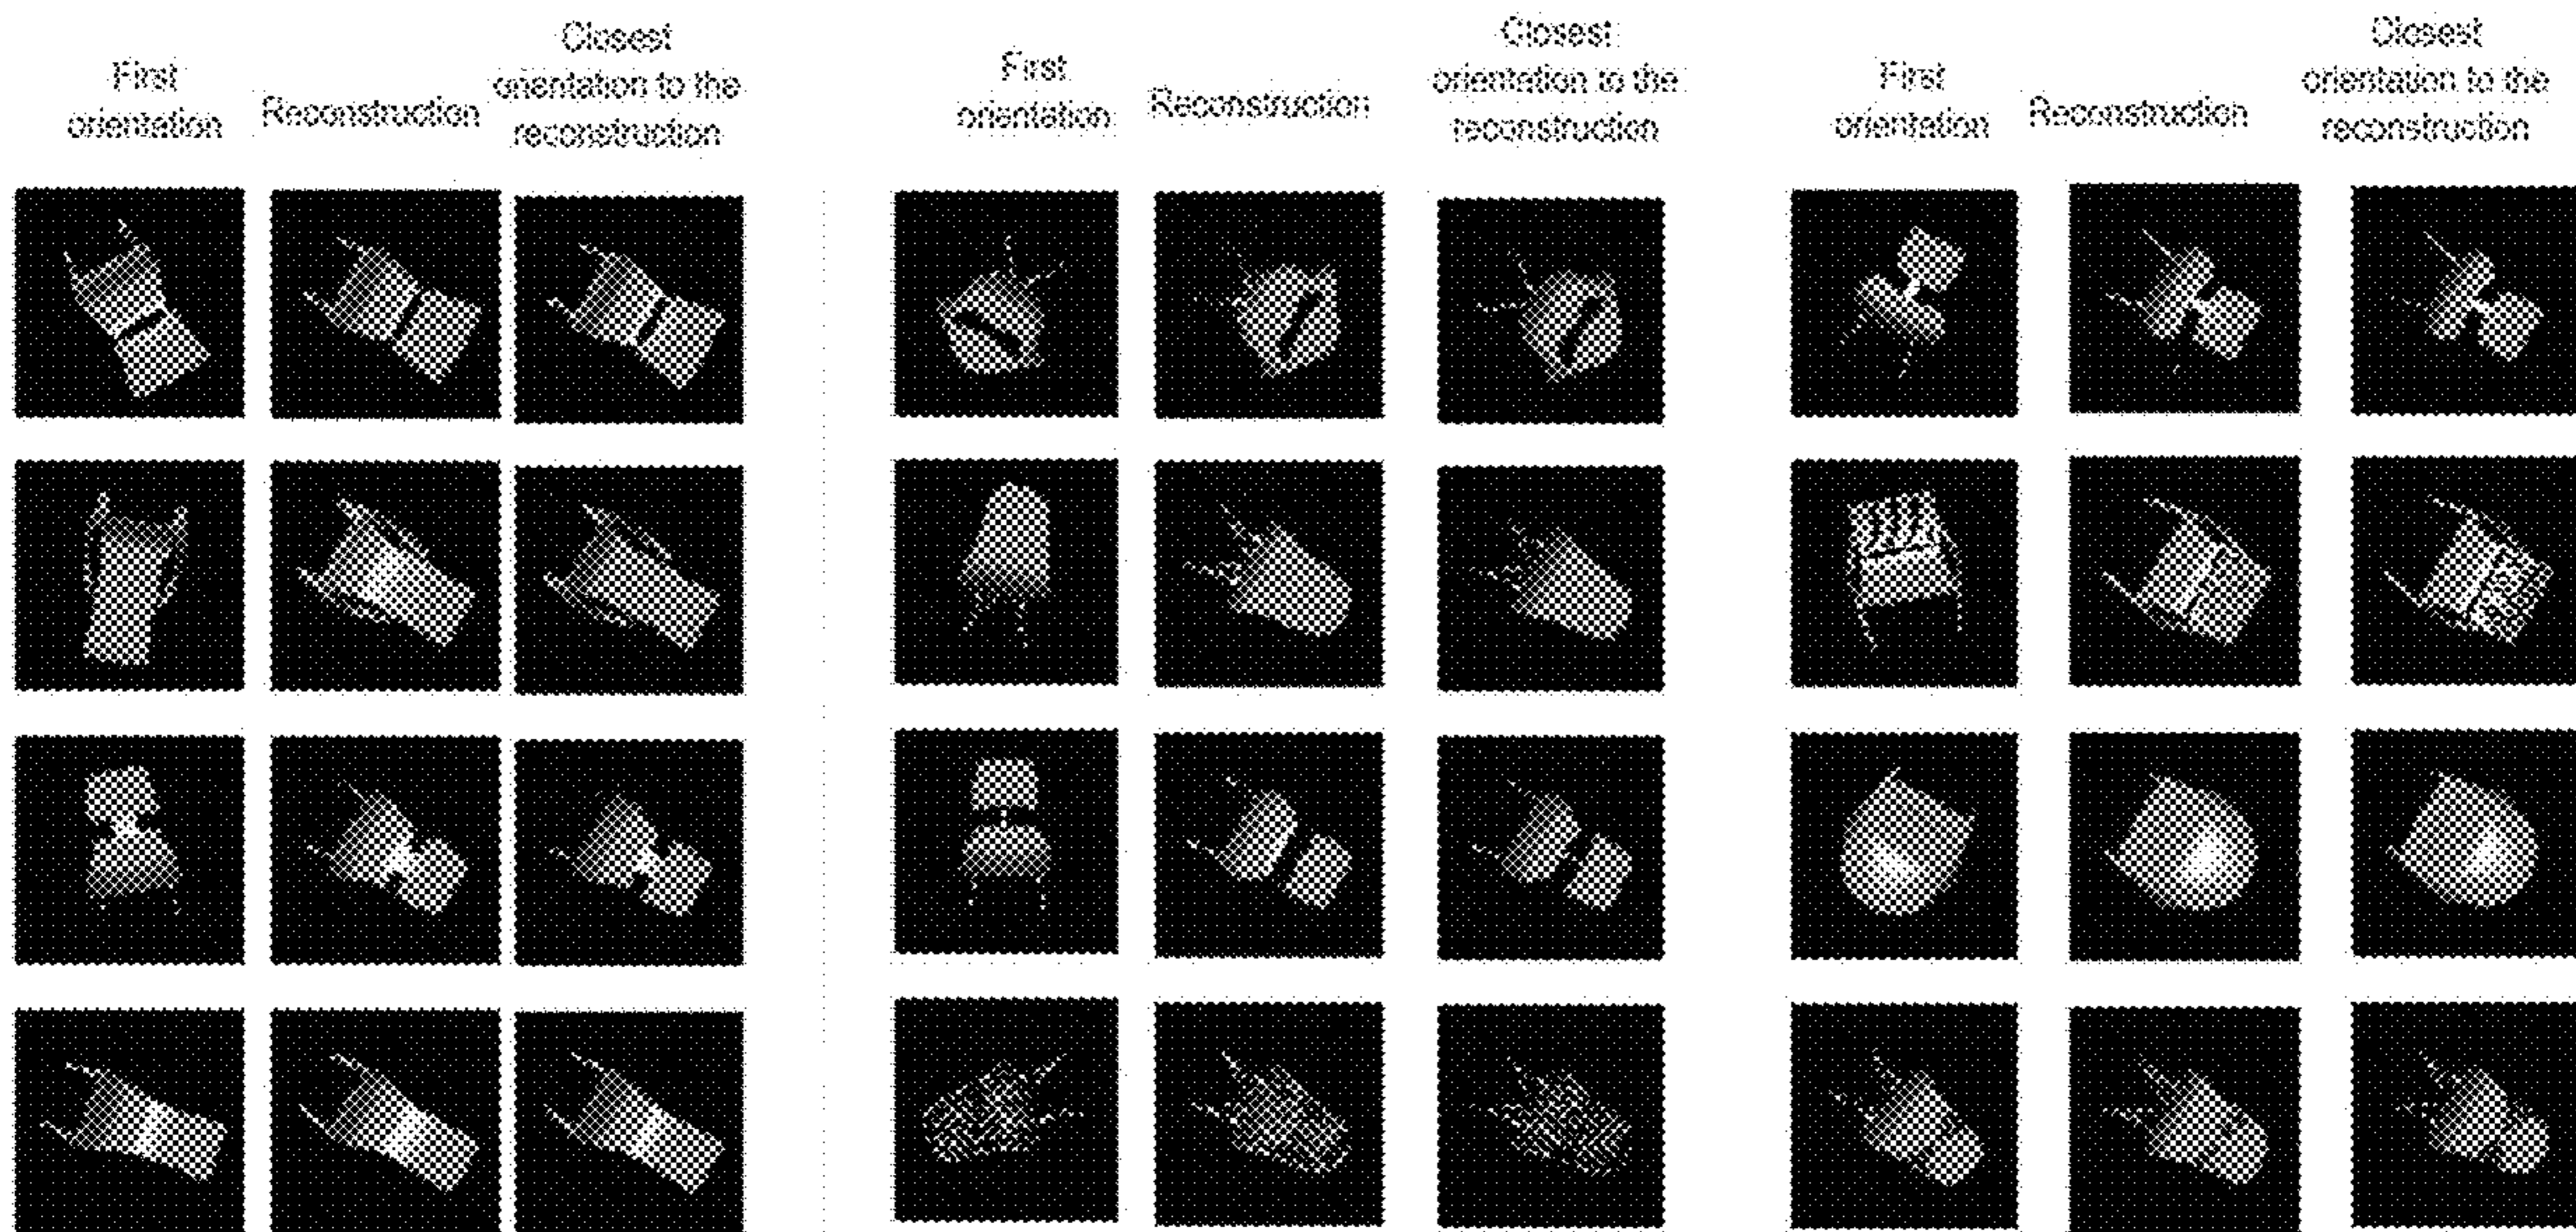 First
orientation
Reconstruction
Closest
orientation to the
reconstruction
First
orientation
Reconstruction
Closest
orientation to the
reconstruction
First
orientation
Reconstruction
Closest
orientation to the
reconstruction